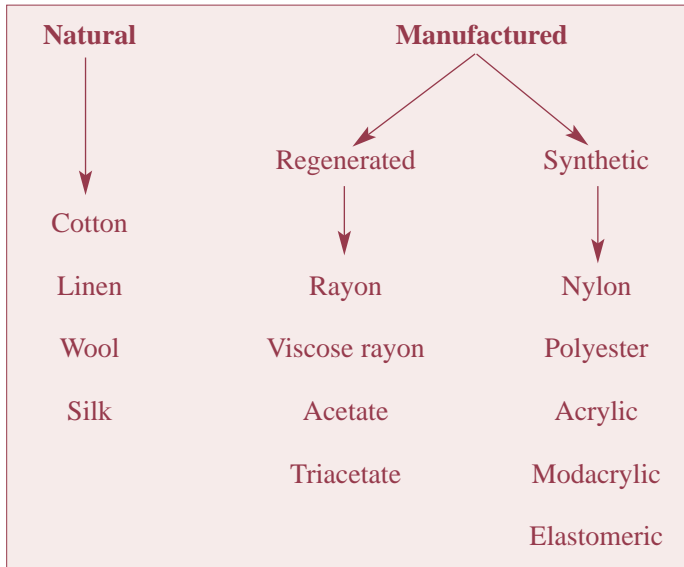 Natural
Manufactured
Regenerated
Synthetic
Cotton
Linen
Rayon
Nylon
Wool
Viscose rayon
Polyester
Silk
Acetate
Acrylic
Triacetate
Modacrylic
Elastomeric